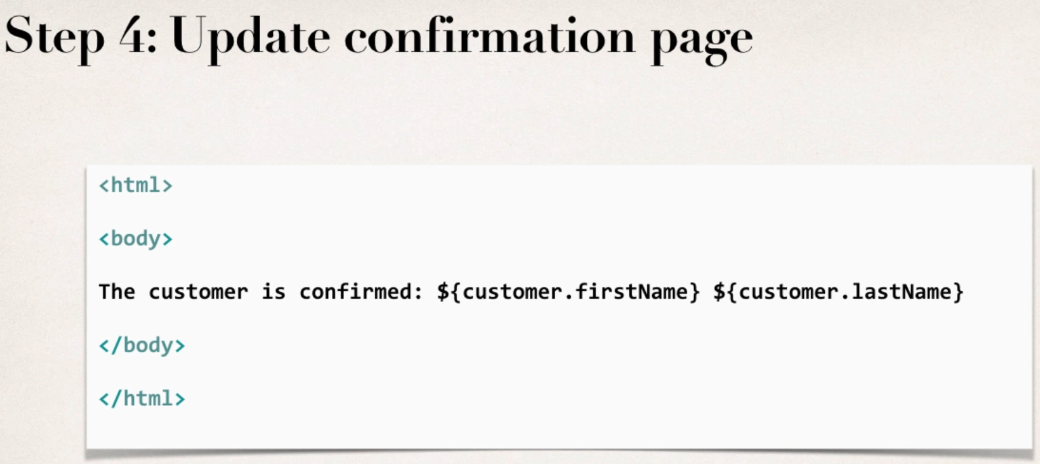 Step 4: Update confirmation page
<html>
<body>
The customer is confirmed: ${customer.firstName} ${customer.lastName}
</body>
</html>